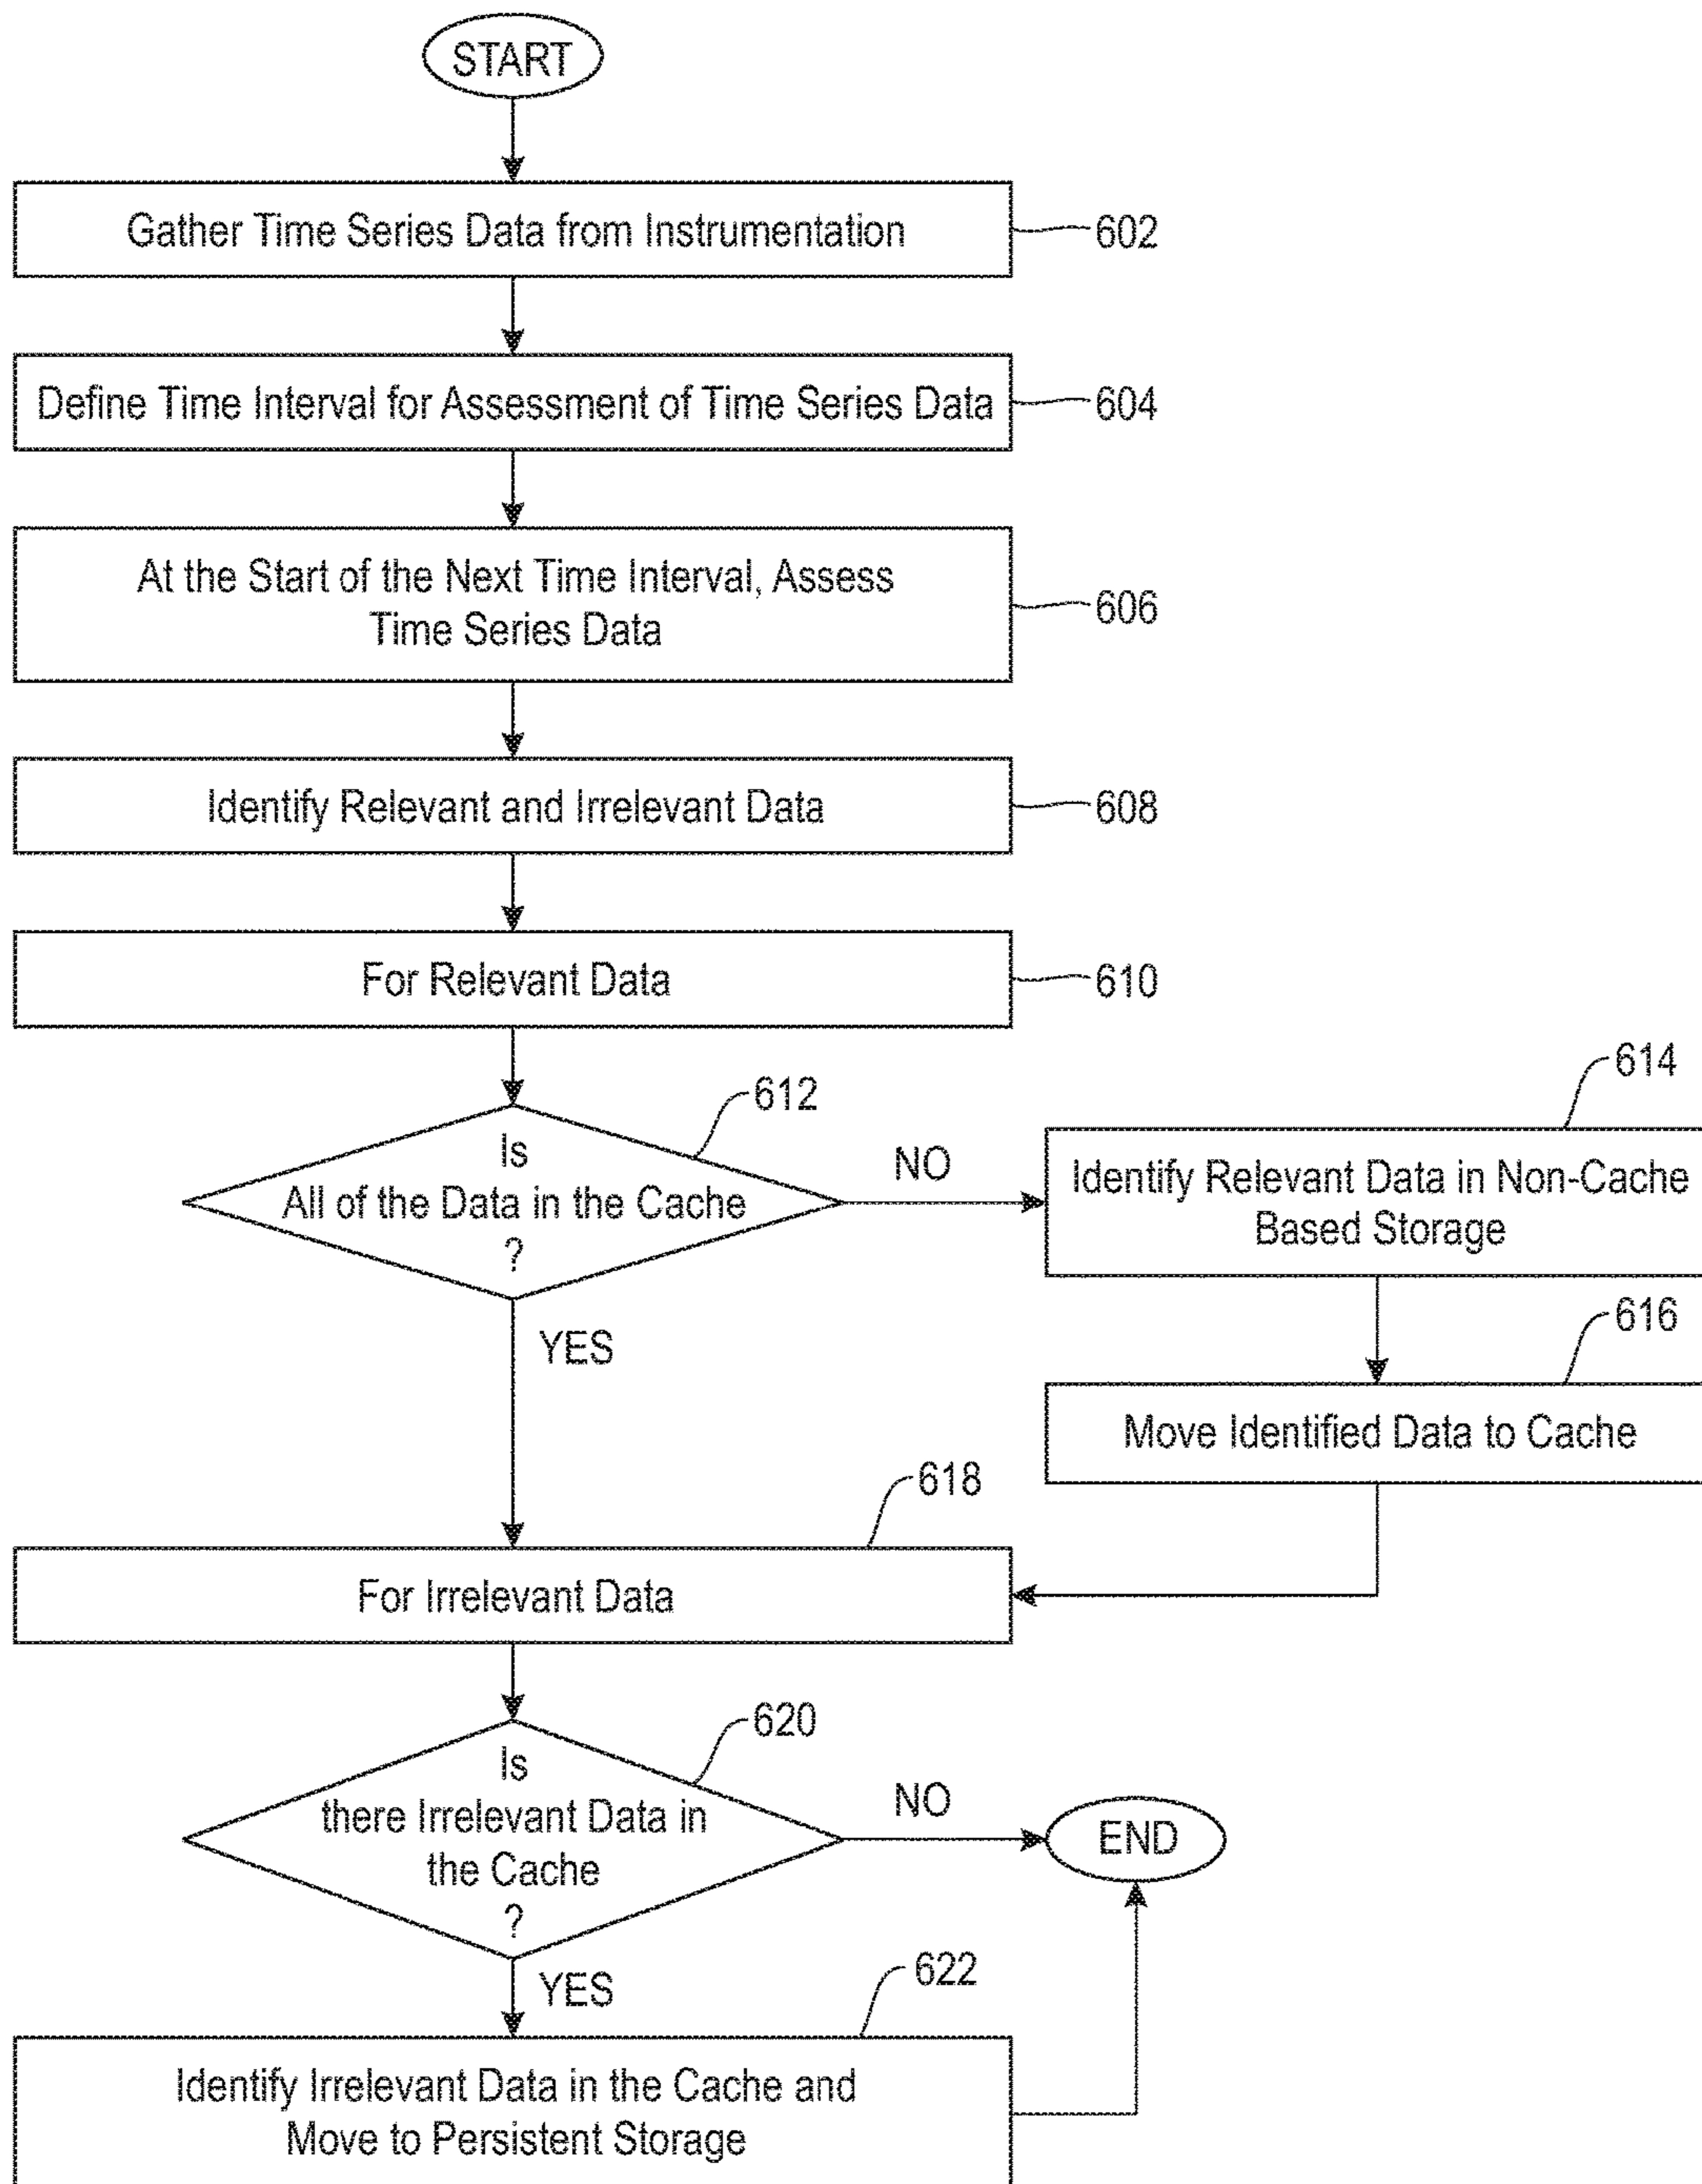 START
Gather Time Series Data from Instrumentation
602
Define Time Interval for Assessment of Time Series Data
604
At the Start of the Next Time Interval, Assess
Time Series Data
606
Identify Relevant and Irrelevant Data
608
For Relevant Data
610
612
Is
All of the Data in the Cache
?
NO
YES
614
Identify Relevant Data in Non-Cache
Based Storage
616
Move Identified Data to Cache
618
For Irrelevant Data
620
Is
there Irrelevant Data in
the Cache
?
NO
END
YES
622
Identify Irrelevant Data in the Cache and
Move to Persistent Storage